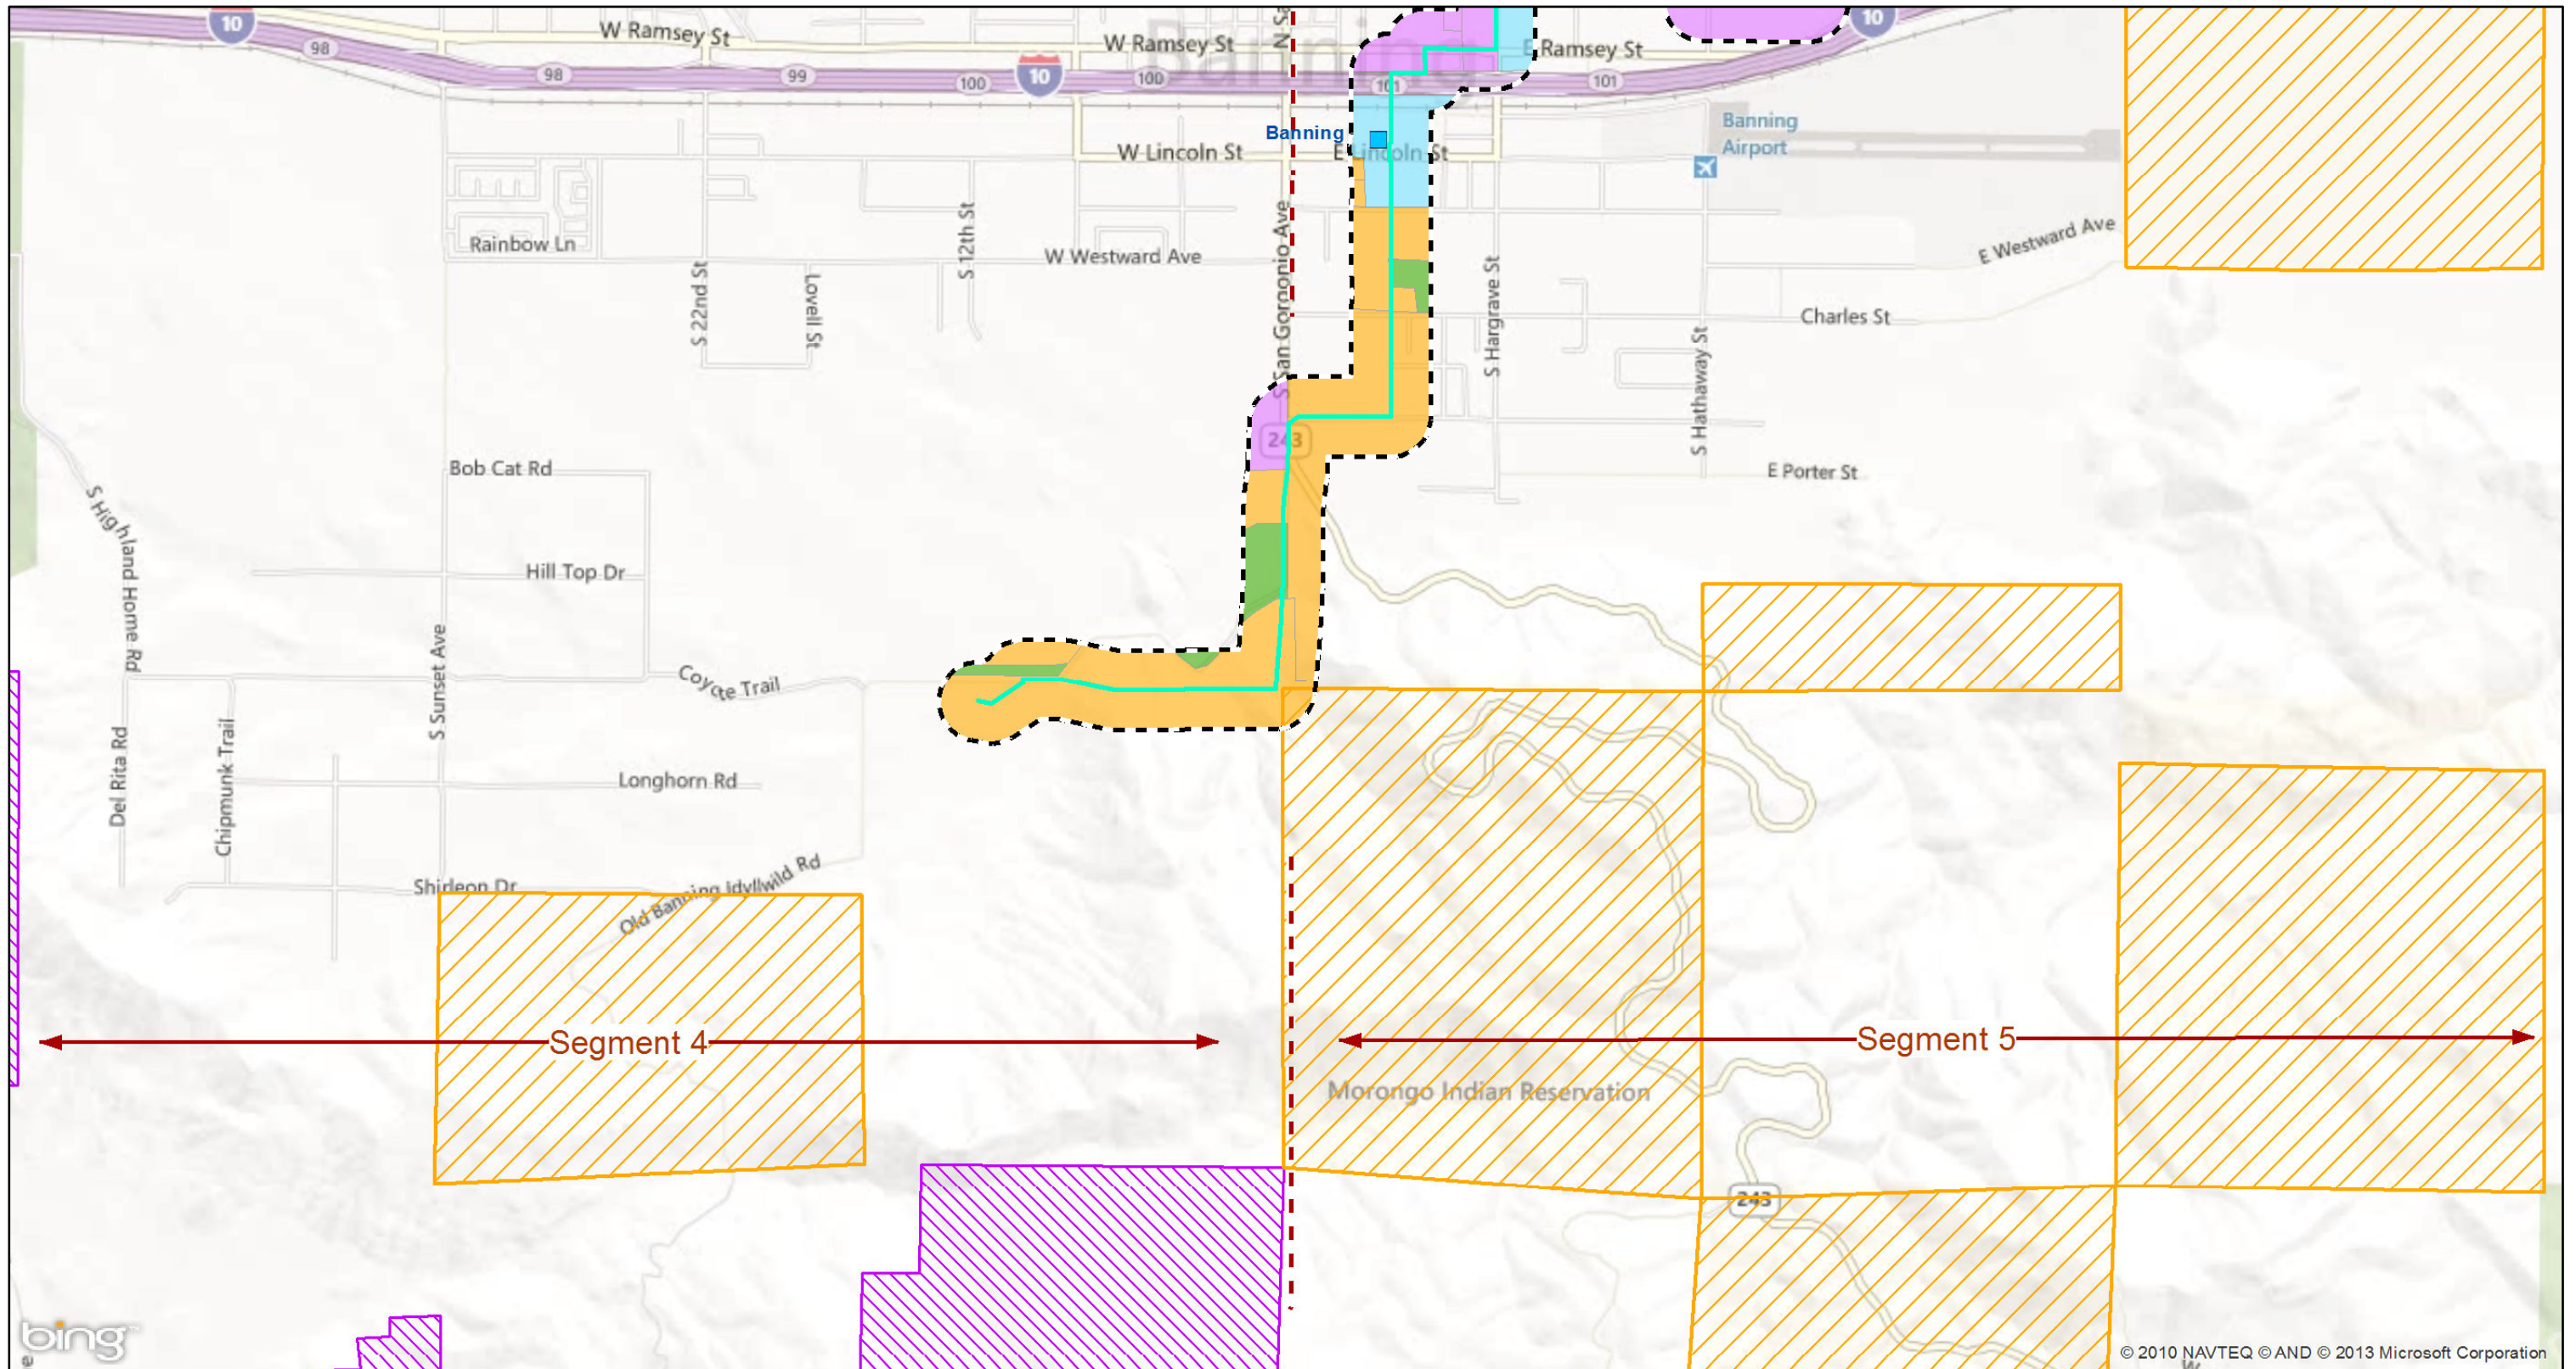 10
10
98
W Ramsey St
W Ramsey St
N Sa
Banning
E Ramsey St
98
99
100
10
100
101
101
Banning
Banning
Airport
W Lincoln St
E Lincoln St
Rainbow Ln
S 12th St
W Westward Ave
S San Gorgonio Ave
E Westward Ave
S 22nd St
Lovell St
S Hargrave St
Charles St
S Hathaway St
243
Bob Cat Rd
E Porter St
S Highland Home Rd
Hill Top Dr
S Sunset Ave
Coyote Trail
Del Rita Rd
Chipmunk Trail
Longhorn Rd
Shirleon Dr
Old Banning Idyllwild Rd
Segment 4
Segment 5
Morongo Indian Reservation
243
bing™
© 2010 NAVTEQ © AND © 2013 Microsoft Corporation